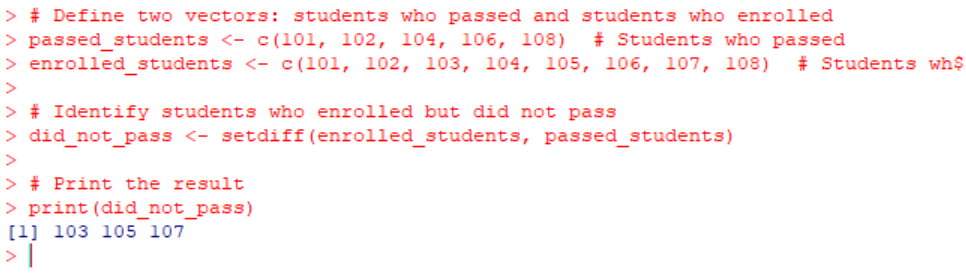 > # Define two vectors: students who passed and students who enrolled
> passed_students <- c(101, 102, 104, 106, 108)  # Students who passed
> enrolled_students <- c(101, 102, 103, 104, 105, 106, 107, 108)  # Students wh$
>
> # Identify students who enrolled but did not pass
> did_not_pass <- setdiff(enrolled_students, passed_students)
>
> # Print the result
> print(did_not_pass)
[1] 103 105 107
>